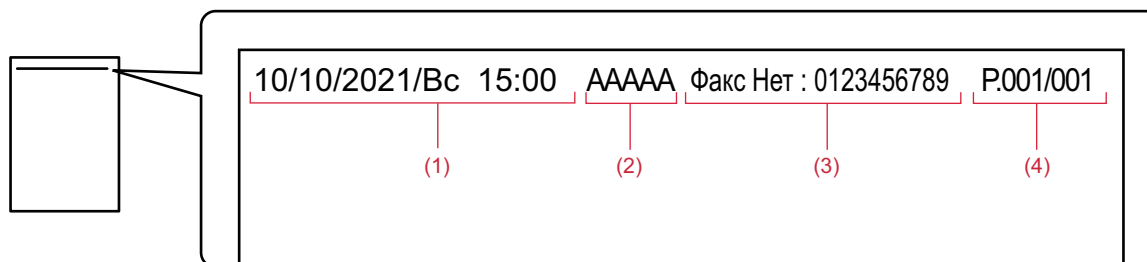 10/10/2021/Вс 15:00 AAAAA Факс Нет : 0123456789 P.001/001
(1) (2) (3) (4)